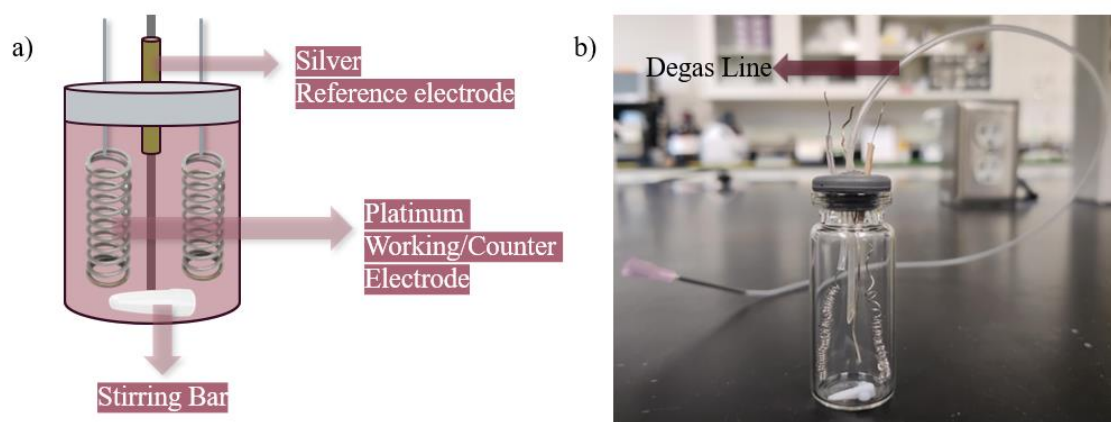 a)
Silver
Reference electrode
Platinum
Working/Counter
Electrode
Stirring Bar
b)
Degas Line